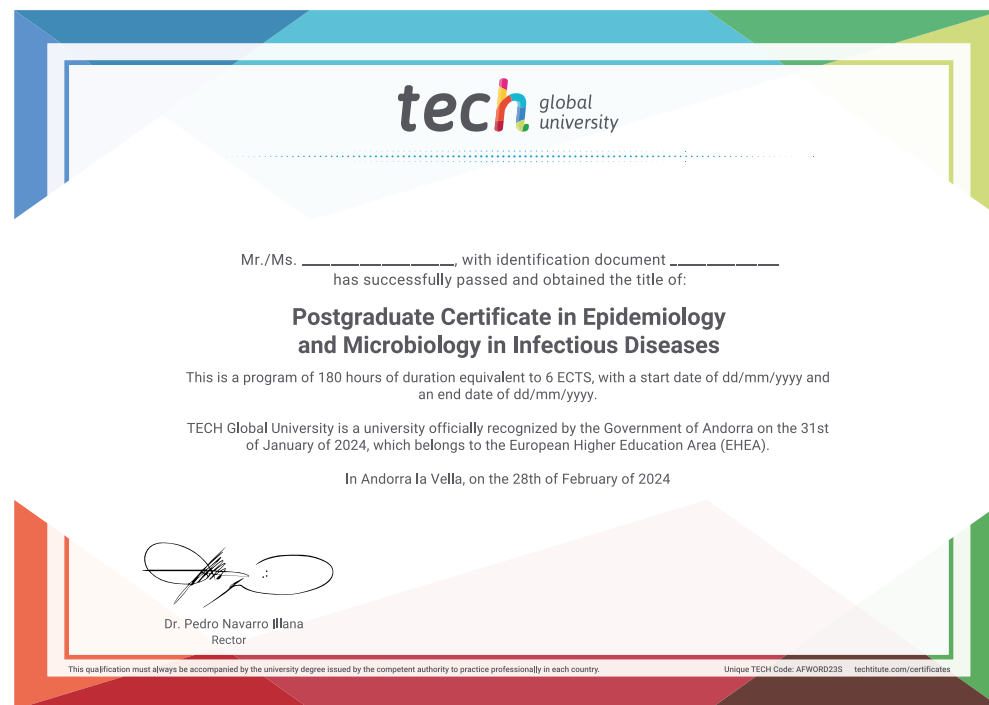 tech global
university
Mr./Ms. ____________________, with identification document ______________
has successfully passed and obtained the title of:
Postgraduate Certificate in Epidemiology
and Microbiology in Infectious Diseases
This is a program of 180 hours of duration equivalent to 6 ECTS, with a start date of dd/mm/yyyy and
an end date of dd/mm/yyyy.
TECH Global University is a university officially recognized by the Government of Andorra on the 31st
of January of 2024, which belongs to the European Higher Education Area (EHEA).
In Andorra la Vella, on the 28th of February of 2024
Dr. Pedro Navarro Illana
Rector
This qualification must always be accompanied by the university degree issued by the competent authority to practice professionally in each country. Unique TECH Code: AFWORD23S techtitute.com/certificates